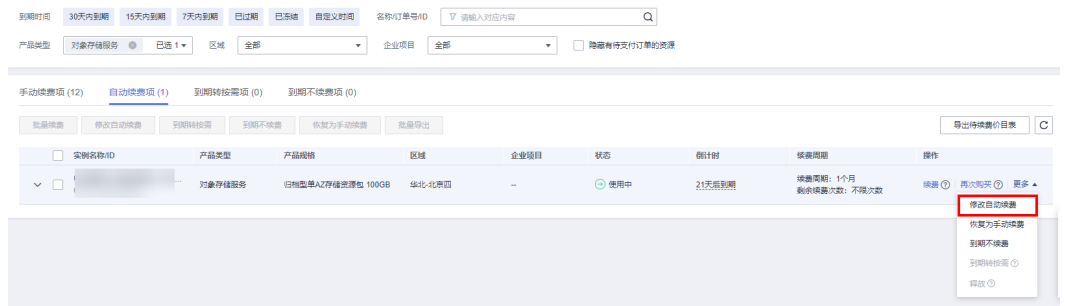 到期时间 30天内到期 15天内到期 7天内到期 已过期 已冻结 自定义时间 名称/订单号/ID 请输入对应内容
产品类型 对象存储服务 已选 1 区域 全部 企业项目 全部 隐藏有待支付订单的资源
手动续费项 (12) 自动续费项 (1) 到期转按需项 (0) 到期不续费项 (0)
批量续费 修改自动续费 到期转按需 到期不续费 恢复为手动续费 批量导出 导出待续费价目表
实例名称/ID 产品类型 产品规格 区域 企业项目 状态 倒计时 续费周期 操作
对象存储服务 归档型单AZ存储资源包 100GB 华北-北京四 -- 使用中 21天后到期 续费周期：1个月 续费 再次购买 更多
剩余续费次数：不限次数
修改自动续费
恢复为手动续费
到期不续费
到期转按需
释放